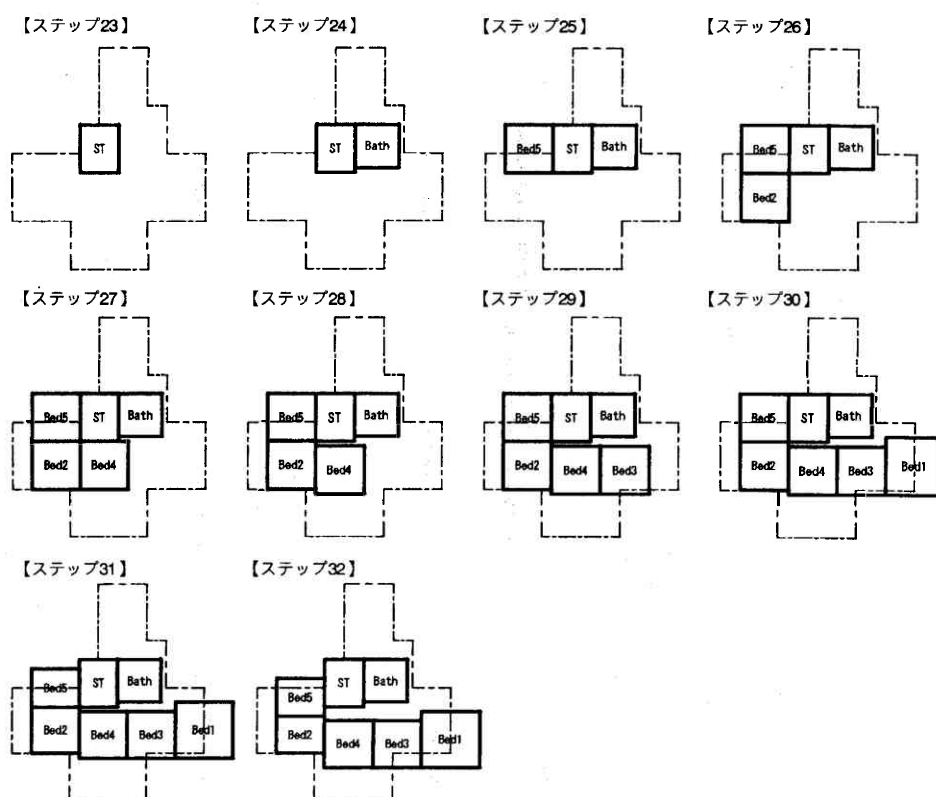 【ステップ23】 【ステップ24】 【ステップ25】 【ステップ26】
ST
ST Bath
Bed5 ST Bath
Bed5 ST Bath
Bed2
【ステップ27】 【ステップ28】 【ステップ29】 【ステップ30】
Bed5 ST Bath
Bed2 Bed4
Bed5 ST Bath
Bed2 Bed4
Bed5 ST Bath
Bed2 Bed4 Bed3
Bed5 ST Bath
Bed2 Bed4 Bed3 Bed1
【ステップ31】 【ステップ32】
Bed5 ST Bath
Bed2 Bed4 Bed3 Bed1
Bed5 ST Bath
Bed2 Bed4 Bed3 Bed1